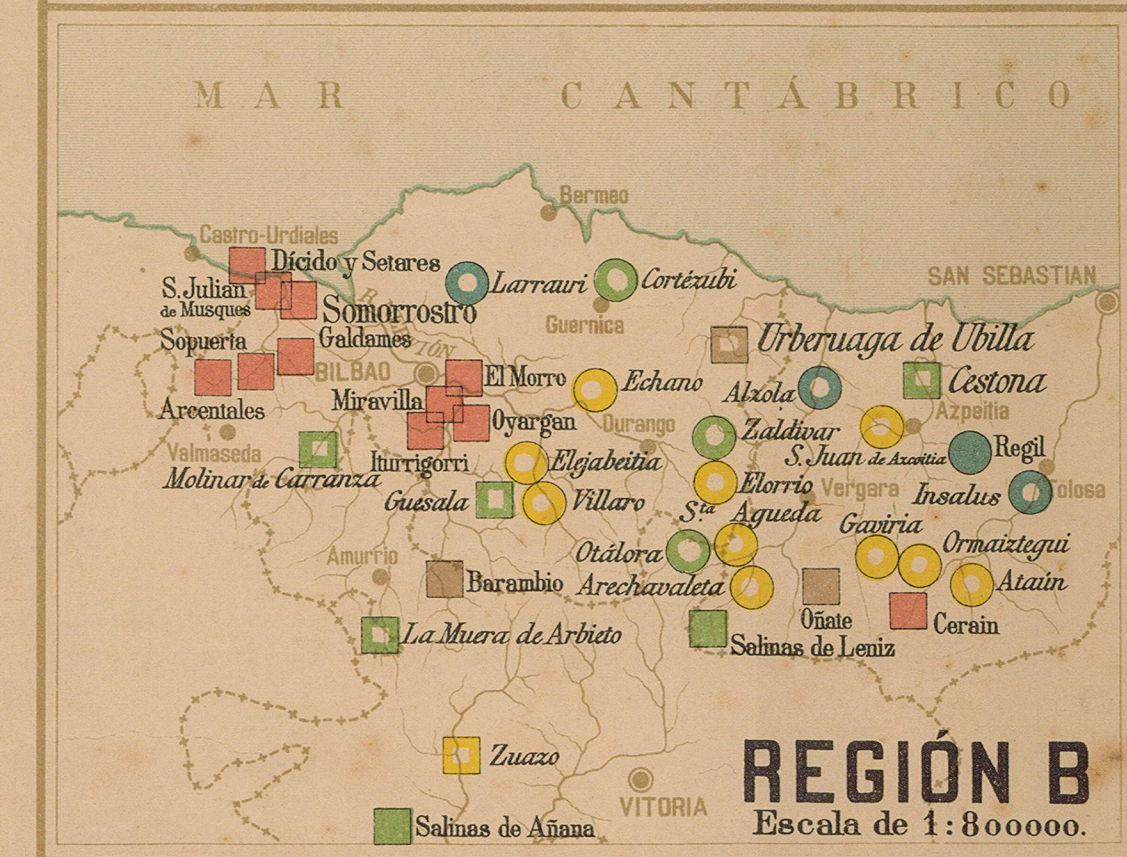 MAR CANTÁBRICO
Bermeo
Castro-Urdiales
Dícido y Setares
SAN SEBASTIAN
Larrauri
Cortézubi
S. Julian
de Musques
Somorrostro
Guernica
Sopuerta
Galdames
Urberuaga de Ubilla
BILBAO
El Morro
Echano
Alzola
Cestona
Arcentales
Miravilla
Oyargan
Durango
Zaldivar
Azpeitia
Valmaseda
Iturrigorri
Elejabeitia
S. Juan de Azcoitia
Regil
Molinar de Carranza
Elorrio
Vergara
Insalus
Tolosa
Guesala
Villaro
S.ta Agueda
Gaviria
Amurrio
Otálora
Ormaiztegui
Barambio
Arechavaleta
Ataún
Oñate
Cerain
La Muera de Arbieto
Salinas de Leniz
Zuazo
VITORIA
REGIÓN B
Salinas de Añana
Escala de 1:800000.